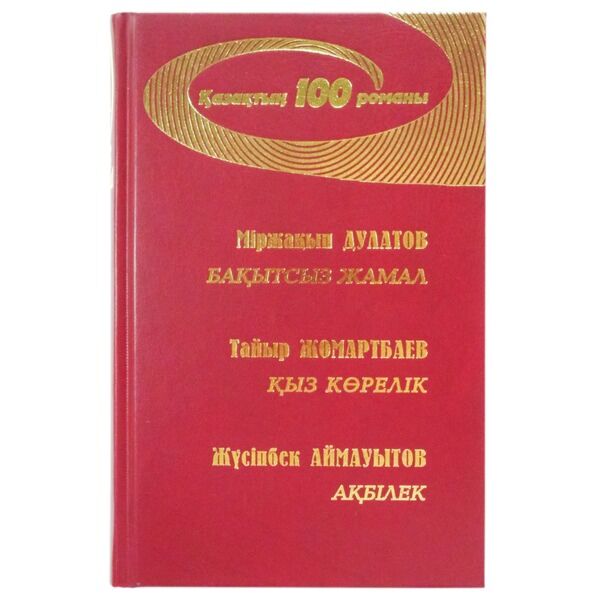 Қазақтың 100 романы
Міржақып ДУЛАТОВ
БАҚЫТСЫЗ ЖАМАЛ
Тайыр ЖОМАРТБАЕВ
ҚЫЗ КӨРЕЛІК
Жүсіпбек АЙМАУЫТОВ
АҚБІЛЕК